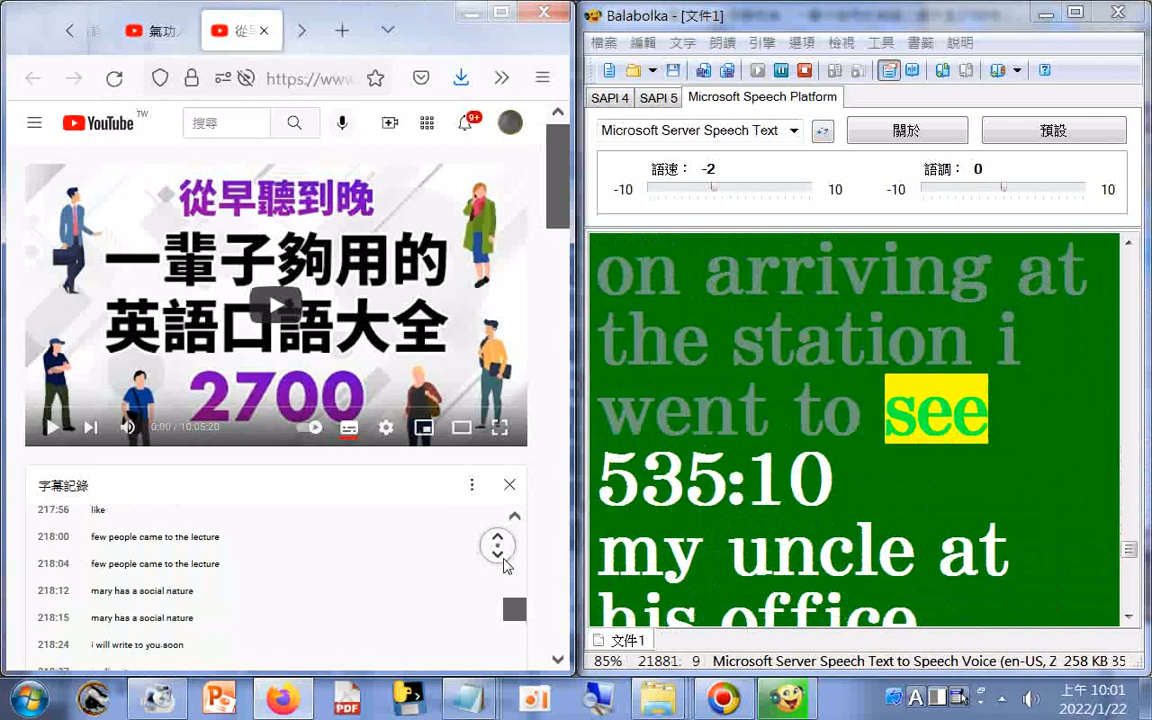 氣功
從
https://www.
YouTube
TW
搜尋
9+
從早聽到晚
一輩子夠用的
英語口語大全
2700
0:00 / 10:05:20
字幕記錄
217:56 like
218:00 few people came to the lecture
218:04 few people came to the lecture
218:12 mary has a social nature
218:15 mary has a social nature
218:24 i will write to you soon
Balabolka - [文件1]
檔案 編輯 文字 朗讀 引擎 選項 檢視 工具 書籤 說明
SAPI 4 SAPI 5 Microsoft Speech Platform
Microsoft Server Speech Text
關於
預設
語速： -2
-10 10
語調： 0
-10 10
on arriving at
the station i
went to see
535:10
my uncle at
his office
文件1
85% 21881: 9 Microsoft Server Speech Text to Speech Voice (en-US, Z 258 KB 35
PDF
A
上午 10:01
2022/1/22